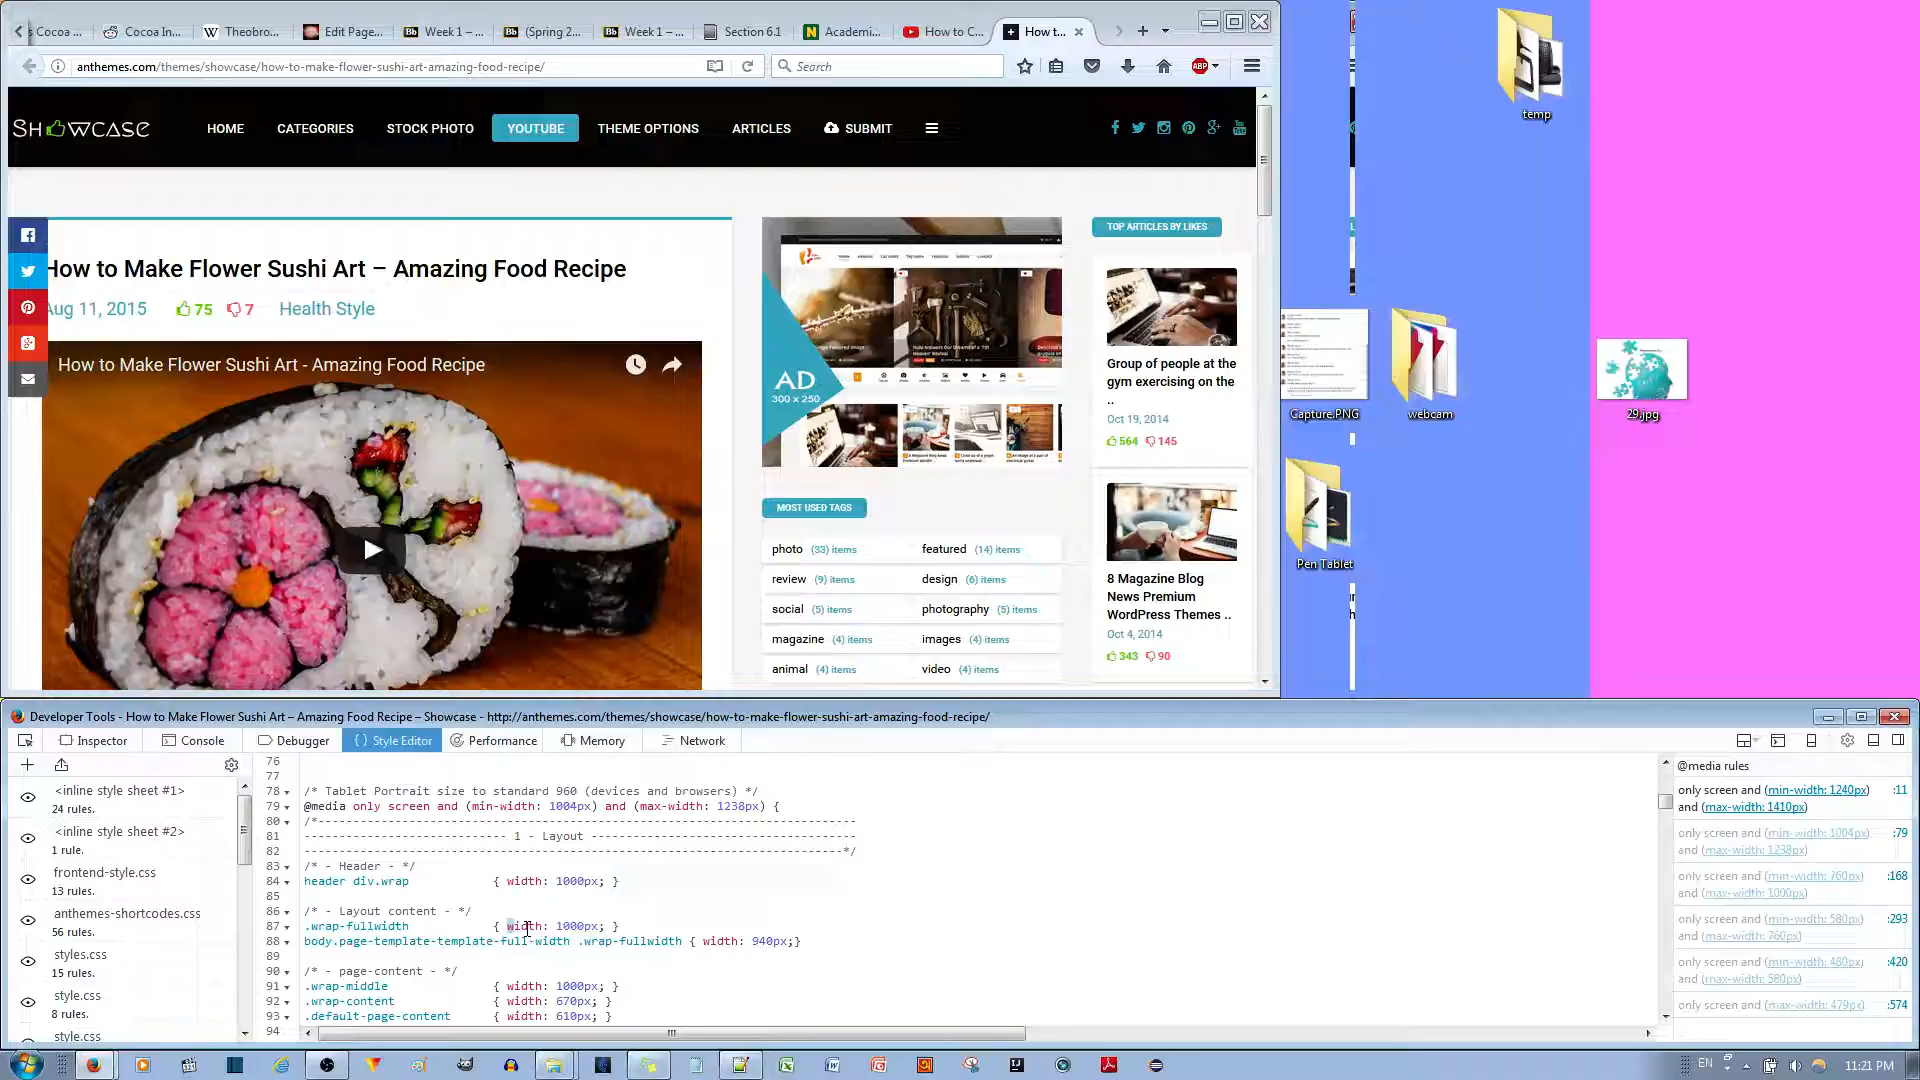 s Cocoa ...
Cocoa In...
Theobro...
Edit Page...
Week 1 – ...
(Spring 2...
Week 1 – ...
Section 6.1
Academi...
How to C...
How t...
anthemes.com/themes/showcase/how-to-make-flower-sushi-art-amazing-food-recipe/
Search
ABP
SHOWCASE
HOME
CATEGORIES
STOCK PHOTO
YOUTUBE
THEME OPTIONS
ARTICLES
SUBMIT
How to Make Flower Sushi Art – Amazing Food Recipe
Aug 11, 2015
75
7
Health Style
How to Make Flower Sushi Art - Amazing Food Recipe
AD
300 x 250
MOST USED TAGS
photo (33) items
featured (14) items
review (9) items
design (6) items
social (5) items
photography (5) items
magazine (4) items
images (4) items
animal (4) items
video (4) items
TOP ARTICLES BY LIKES
Group of people at the
gym exercising on the
..
Oct 19, 2014
564 145
8 Magazine Blog
News Premium
WordPress Themes ..
Oct 4, 2014
343 90
temp
Capture.PNG
webcam
29.jpg
Pen Tablet
Developer Tools - How to Make Flower Sushi Art – Amazing Food Recipe – Showcase - http://anthemes.com/themes/showcase/how-to-make-flower-sushi-art-amazing-food-recipe/
Inspector
Console
Debugger
Style Editor
Performance
Memory
Network
<inline style sheet #1>
24 rules.
<inline style sheet #2>
1 rule.
frontend-style.css
13 rules.
anthemes-shortcodes.css
56 rules.
styles.css
15 rules.
style.css
8 rules.
style.css
76
77
78 /* Tablet Portrait size to standard 960 (devices and browsers) */
79 @media only screen and (min-width: 1004px) and (max-width: 1238px) {
80 /*--------------------------------------------------------------------------------
81 ------------------------------ 1 - Layout ----------------------------------------
82 --------------------------------------------------------------------------------*/
83 /* - Header - */
84 header div.wrap { width: 1000px; }
85
86 /* - Layout content - */
87 .wrap-fullwidth { width: 1000px; }
88 body.page-template-template-full-width .wrap-fullwidth { width: 940px;}
89
90 /* - page-content - */
91 .wrap-middle { width: 1000px; }
92 .wrap-content { width: 670px; }
93 .default-page-content { width: 610px; }
94
@media rules
only screen and (min-width: 1240px) :11
and (max-width: 1410px)
only screen and (min-width: 1004px) :79
and (max-width: 1238px)
only screen and (min-width: 760px) :168
and (max-width: 1000px)
only screen and (min-width: 580px) :293
and (max-width: 760px)
only screen and (min-width: 480px) :420
and (max-width: 580px)
only screen and (max-width: 479px) :574
EN
11:21 PM